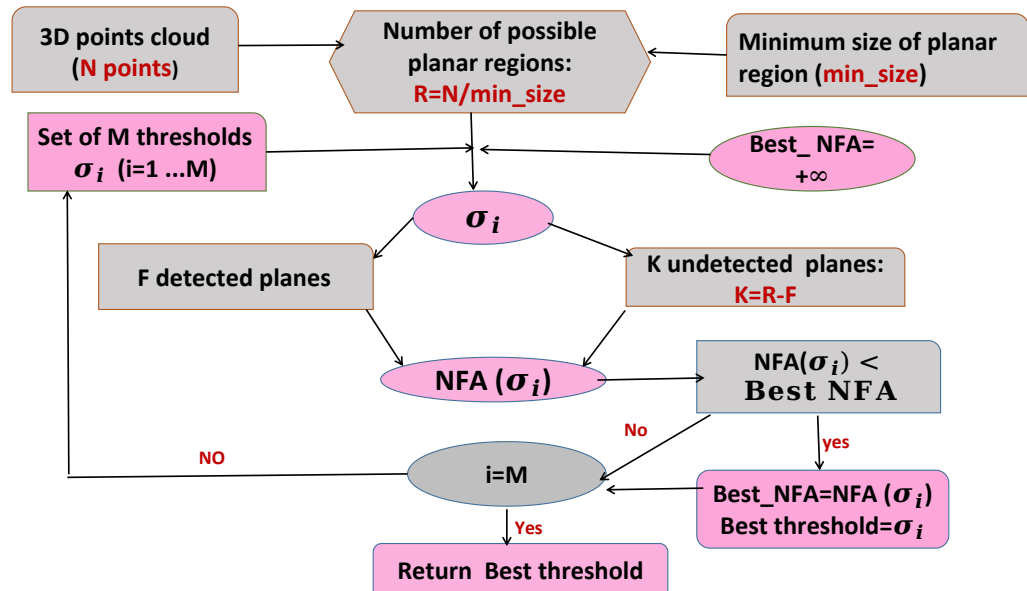 3D points cloud
(N points)
Number of possible
planar regions:
R=N/min_size
Minimum size of planar
region (min_size)
Set of M thresholds
σᵢ (i=1 ...M)
Best_ NFA=
+∞
σᵢ
F detected planes
K undetected planes:
K=R-F
NFA (σᵢ)
NFA(σᵢ) <
Best NFA
No
yes
NO
i=M
Best_NFA=NFA (σᵢ)
Best threshold=σᵢ
Yes
Return Best threshold